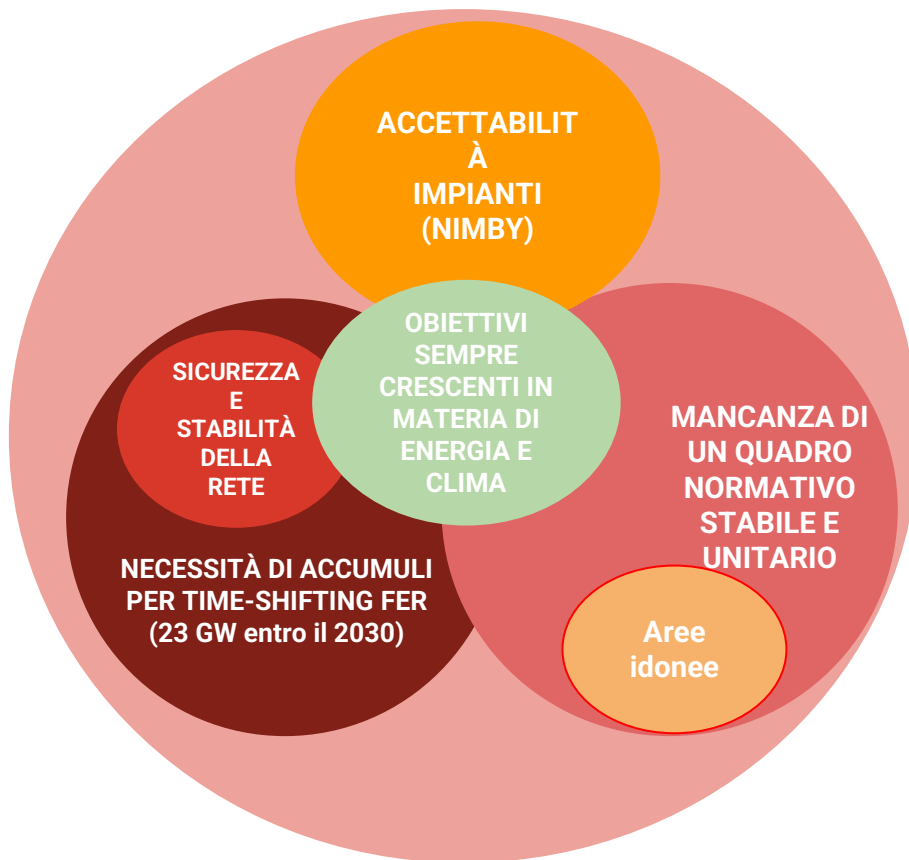 ACCETTABILIT
À
IMPIANTI
(NIMBY)
OBIETTIVI
SEMPRE
CRESCENTI IN
MATERIA DI
ENERGIA E
CLIMA
SICUREZZA
E
STABILITÀ
DELLA
RETE
MANCANZA DI
UN QUADRO
NORMATIVO
STABILE E
UNITARIO
NECESSITÀ DI ACCUMULI
PER TIME-SHIFTING FER
(23 GW entro il 2030)
Aree
idonee